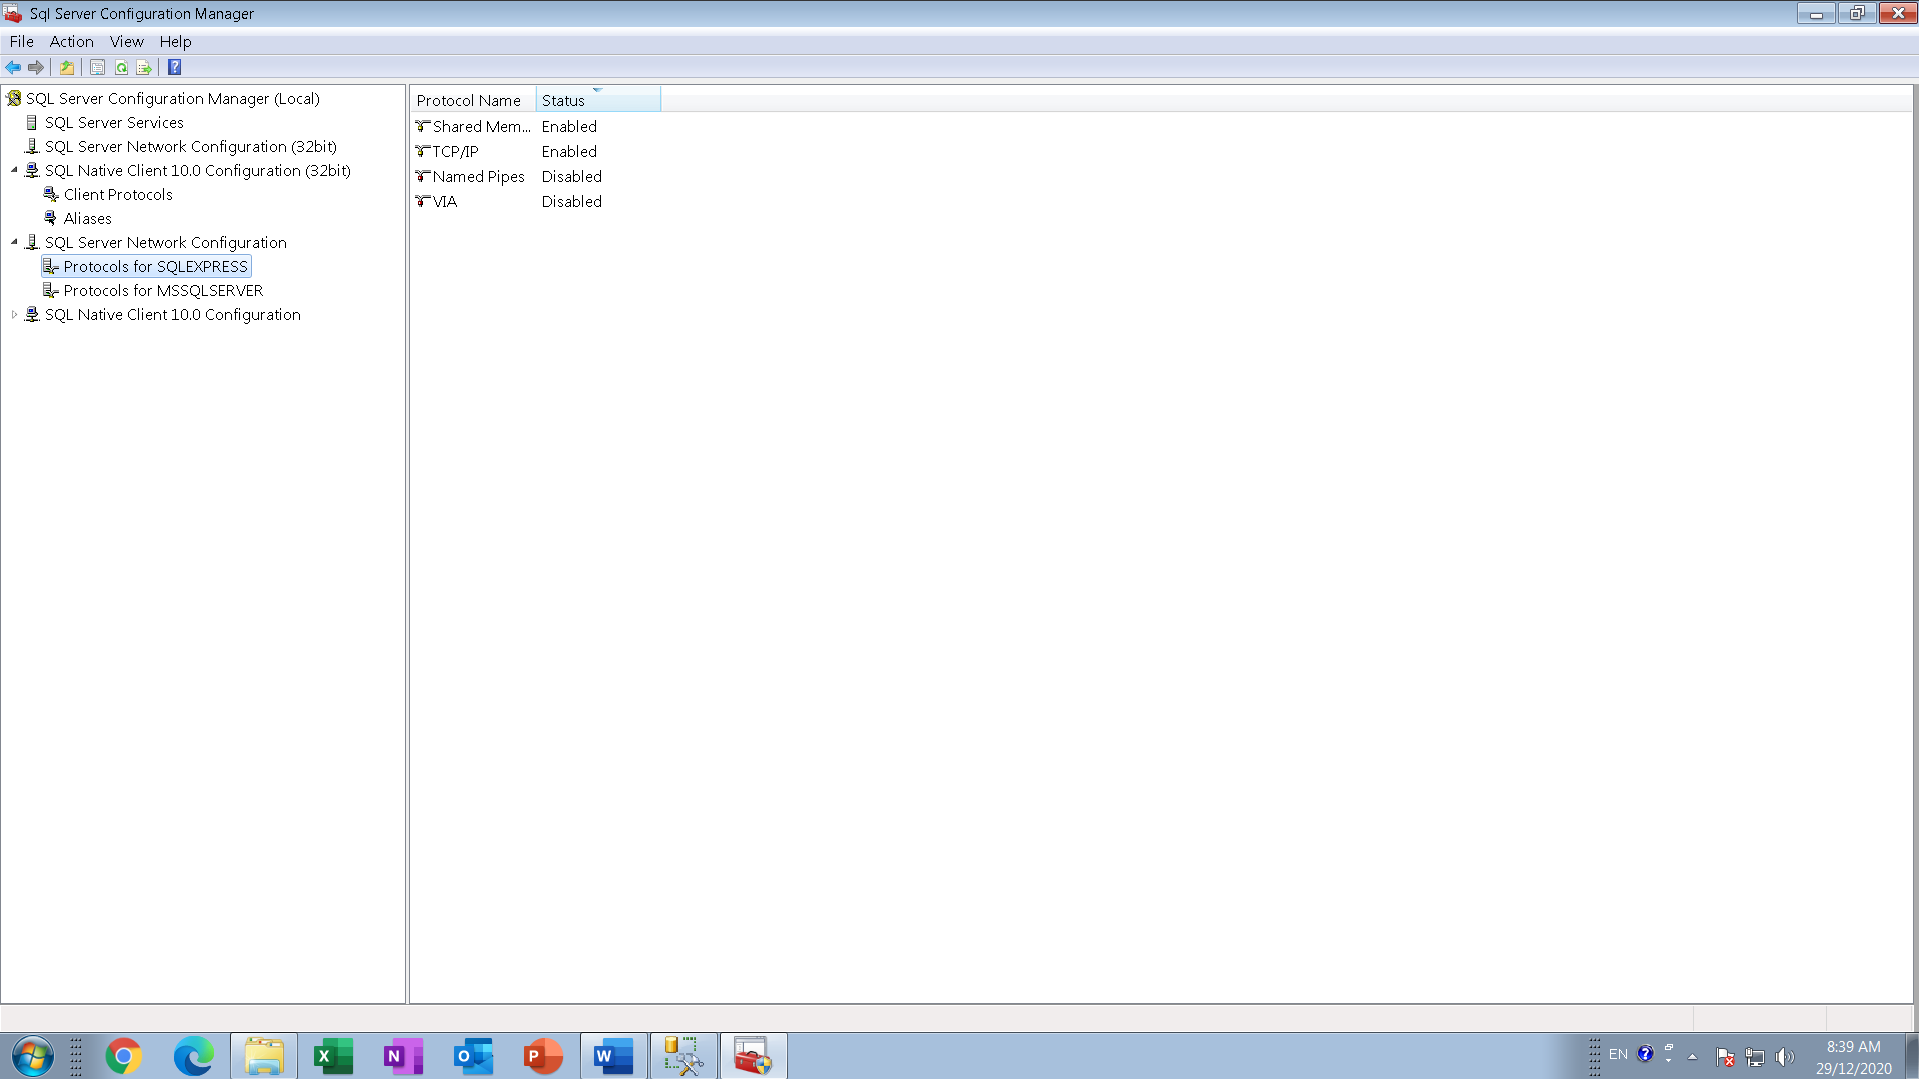 Sql Server Configuration Manager
File Action View Help
SQL Server Configuration Manager (Local)
SQL Server Services
SQL Server Network Configuration (32bit)
SQL Native Client 10.0 Configuration (32bit)
Client Protocols
Aliases
SQL Server Network Configuration
Protocols for SQLEXPRESS
Protocols for MSSQLSERVER
SQL Native Client 10.0 Configuration
Protocol Name Status
Shared Mem... Enabled
TCP/IP Enabled
Named Pipes Disabled
VIA Disabled
EN
8:39 AM
29/12/2020